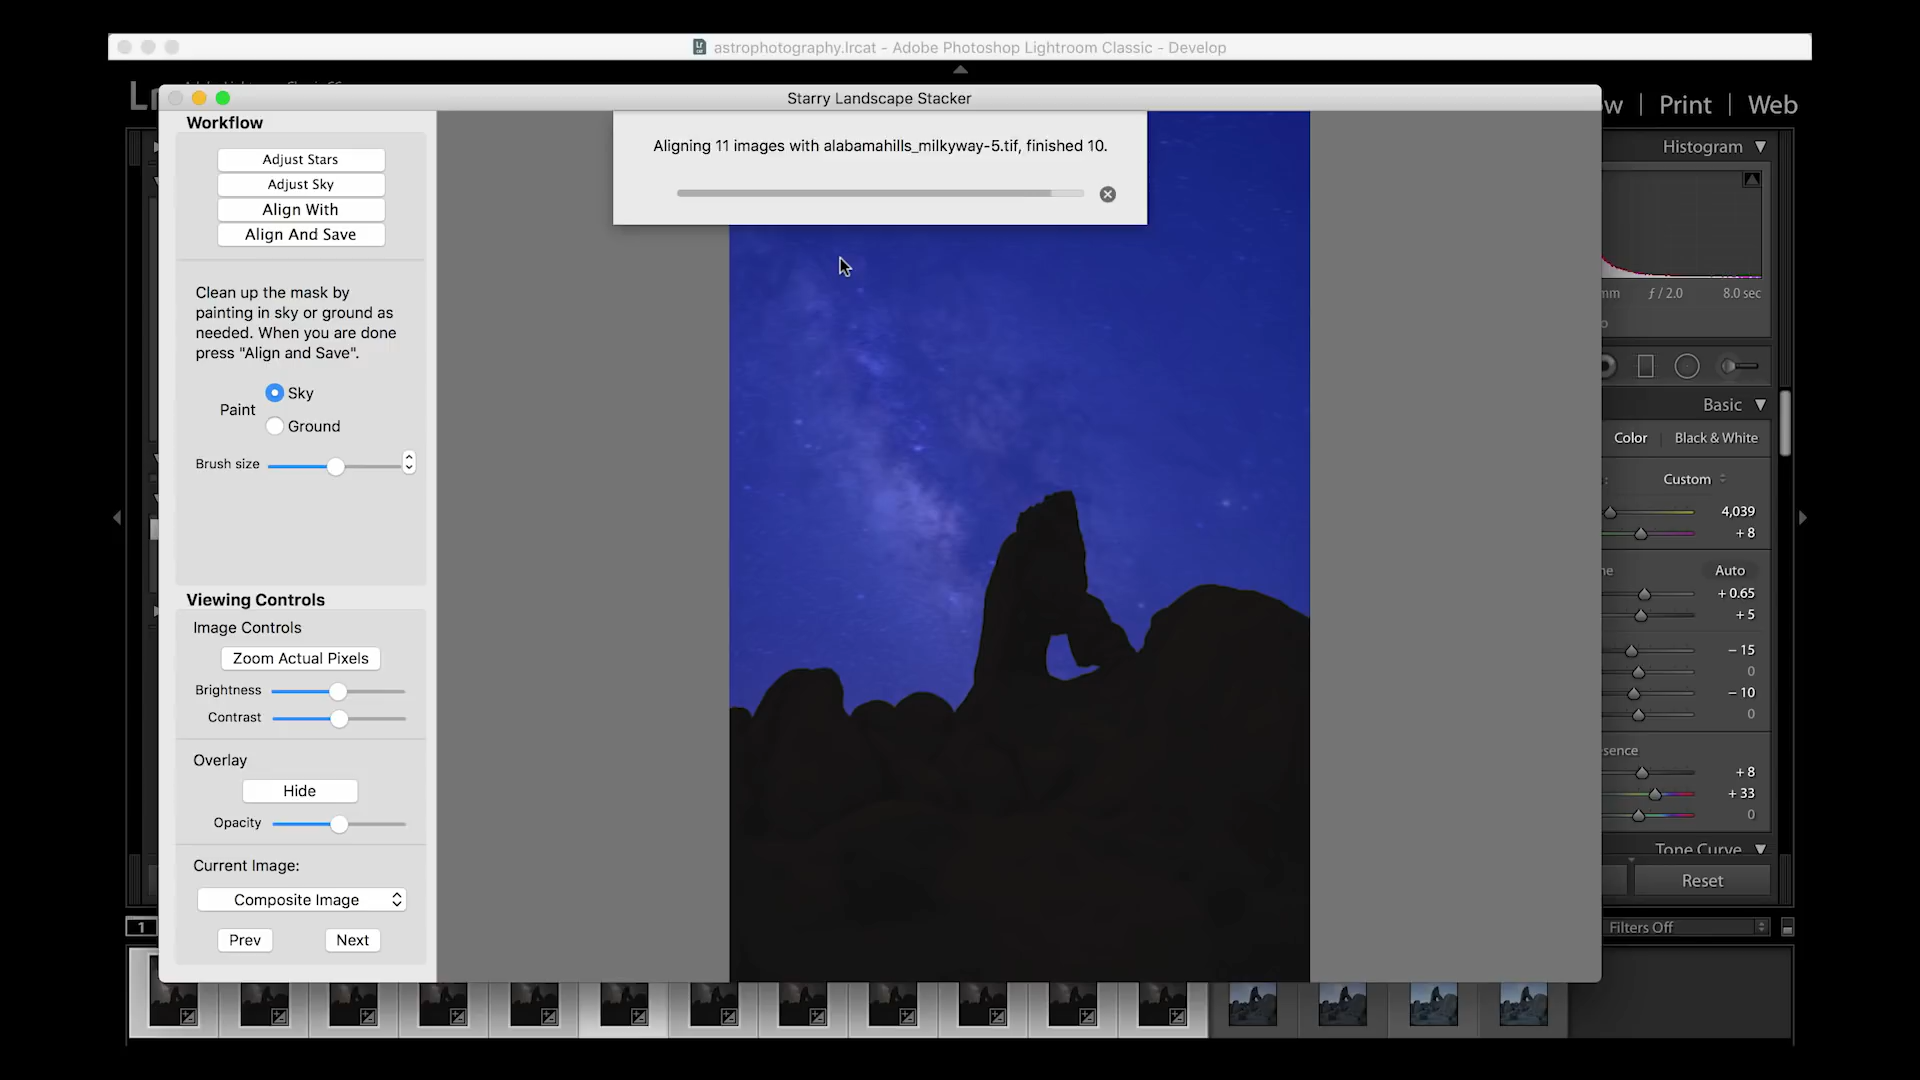 astrophotography.lrcat - Adobe Photoshop Lightroom Classic - Develop
Lr
Print | Web
Starry Landscape Stacker
Workflow
Adjust Stars
Adjust Sky
Align With
Align And Save
Clean up the mask by
painting in sky or ground as
needed. When you are done
press "Align and Save".
Paint
Sky
Ground
Brush size
Viewing Controls
Image Controls
Zoom Actual Pixels
Brightness
Contrast
Overlay
Hide
Opacity
Current Image:
Composite Image
Prev
Next
Aligning 11 images with alabamahills_milkyway-5.tif, finished 10.
Histogram
ƒ / 2.0
8.0 sec
Basic
Color
Black & White
Custom
4,039
+ 8
Auto
+ 0.65
+ 5
– 15
0
– 10
0
+ 8
+ 33
0
Tone Curve
Reset
1
Filters Off